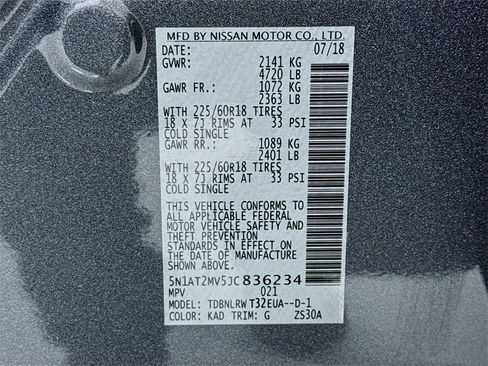 MFD BY NISSAN MOTOR CO., LTD.
DATE: 07/18
GVWR: 2141 KG
4720 LB
GAWR FR.: 1072 KG
2363 LB
WITH 225/60R18 TIRES
18 X 7J RIMS AT 33 PSI
COLD SINGLE
GAWR RR.: 1089 KG
2401 LB
WITH 225/60R18 TIRES
18 X 7J RIMS AT 33 PSI
COLD SINGLE
THIS VEHICLE CONFORMS TO
ALL APPLICABLE FEDERAL
MOTOR VEHICLE SAFETY AND
STANDARDS IN EFFECT ON
THE DATE OF MANUFACTURE
SHOWN ABOVE.
5N1AT2MV5JC836234
MPV 021
MODEL: TDBNLRW T32EUA--D-1
COLOR: KAD TRIM: G ZS30A